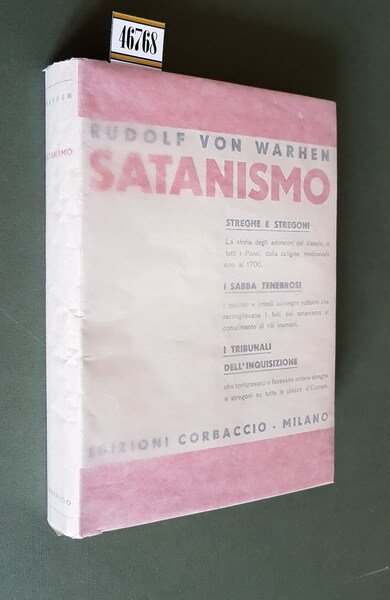 46768
RUDOLF VON WARHEN
SATANISMO
STREGHE E STREGONI
La storia degli adoratori del diavolo, in
tutti i Paesi, dalla caligine medioevale
sino al 1700.
I SABBA TENEBROSI
I paurosi e irreali convegni notturni che
raccoglievano i folli del satanismo al
compimento di riti inumani.
I TRIBUNALI
DELL'INQUISIZIONE
che torturavano e facevano ardere streghe
e stregoni su tutte le piazze d'Europa.
EDIZIONI CORBACCIO - MILANO
WARHEN
SATANISMO
CORBACCIO